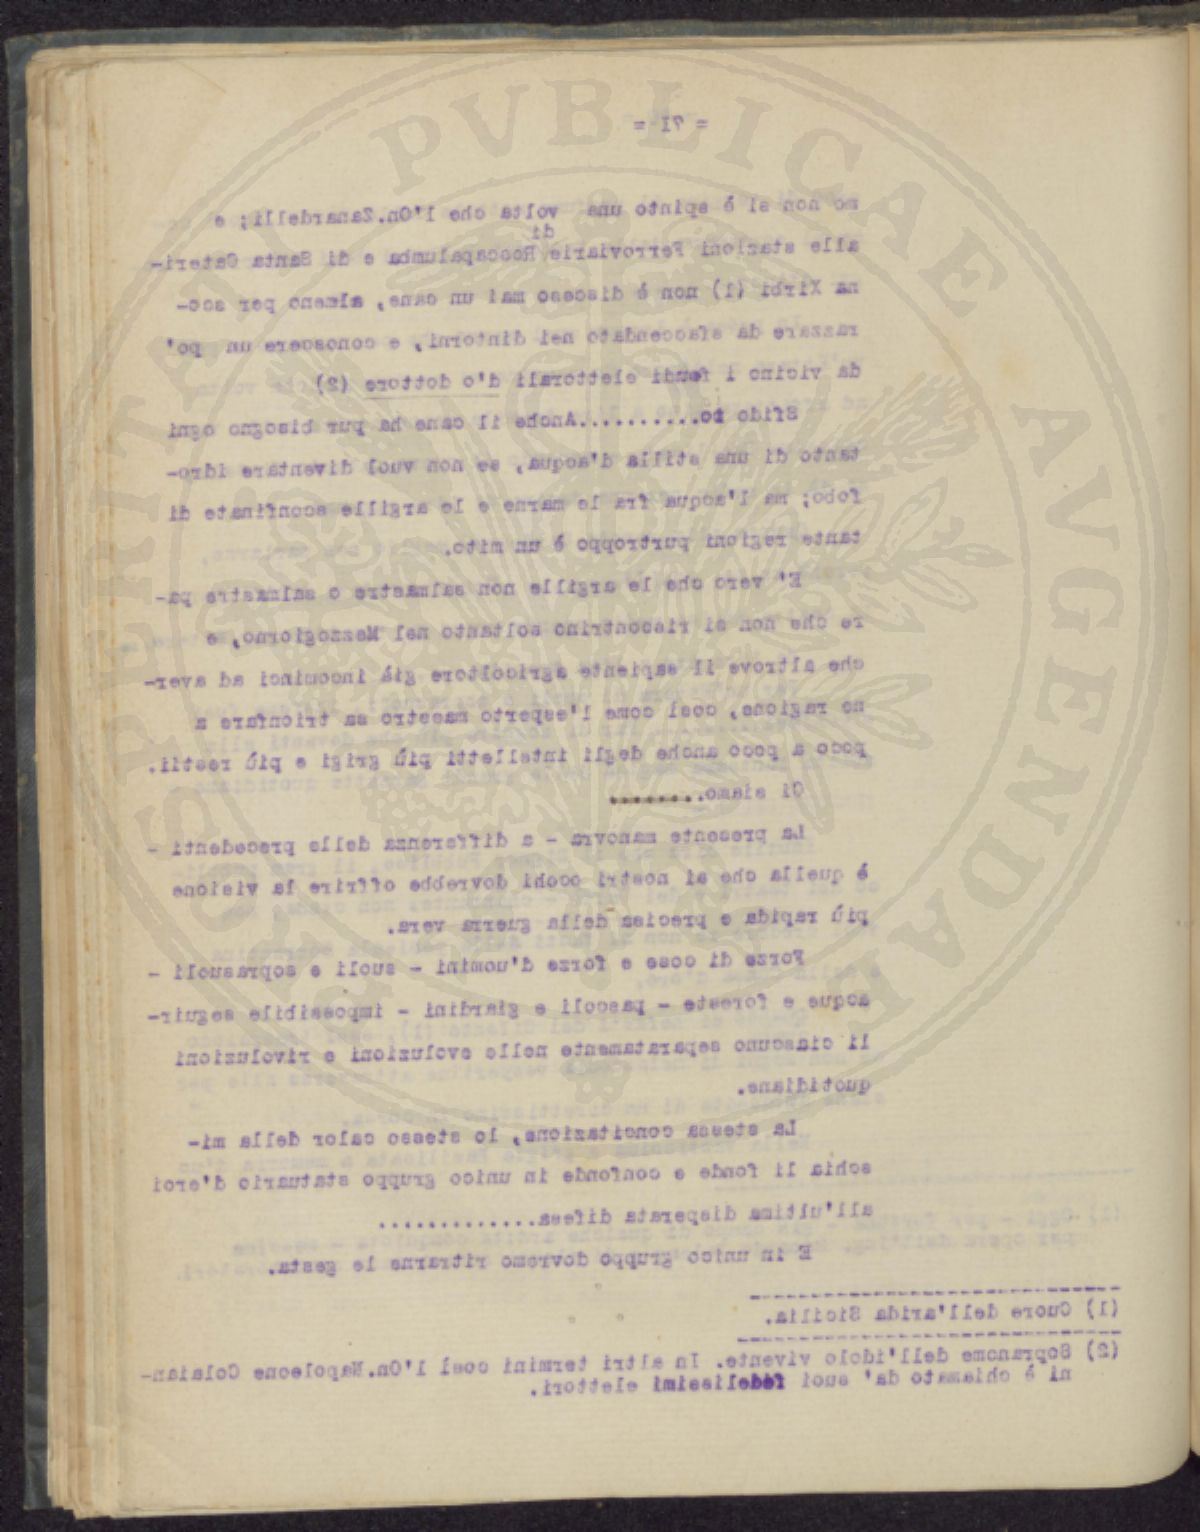 = 71 =
mo non si è spinto una volta che l'On.Zanardelli; e
alle stazioni Ferroviarie di Roccapalumba e di Santa Cateri-
na Xirbi (1) non è disceso mai un cane, almeno per soc-
razzare da sfaccendato nei dintorni, e conoscere un po'
da vicino i feudi elettorali d'o dottore (2)
Sfido io...........Anche il cane ha pur bisogno ogni
tanto di una stilla d'acqua, se non vuol diventare idro-
fobo; ma l'acqua fra le marne e le argille sconfinate di
tante regioni purtroppo è un mito.
E' vero che le argille non salmastre o salmastre pa-
re che non si riscontrino soltanto nel Mezzogiorno, e
che altrove il sapiente agricoltore già incominci ad aver-
ne ragione, così come l'esperto maestro sa trionfare a
poco a poco anche degli intelletti più grigi e più restii.
Ci siamo........
La presente manovra - a differenza delle precedenti -
è quella che ai nostri occhi dovrebbe offrire la visione
più rapida e precisa della guerra vera.
Forze di cose e forze d'uomini - suoli e soprasuoli -
acque e foreste - pascoli e giardini - impossibile seguir-
li ciascuno separatamente nelle evoluzioni e rivoluzioni
quotidiane.
La stessa concitazione, lo stesso calor della mi-
schia li fonde e confonde in unico gruppo statuario d'eroi
all'ultima disperata difesa..............
E in unico gruppo dovremo ritrarne le gesta.
(1) Cuore dell'arida Sicilia.
(2) Sopranome dell'idolo vivente. In altri termini così l'On.Napoleone Colaian-
ni è chiamato da' suoi fedelissimi elettori.
PVBLICAE AVGENDAE